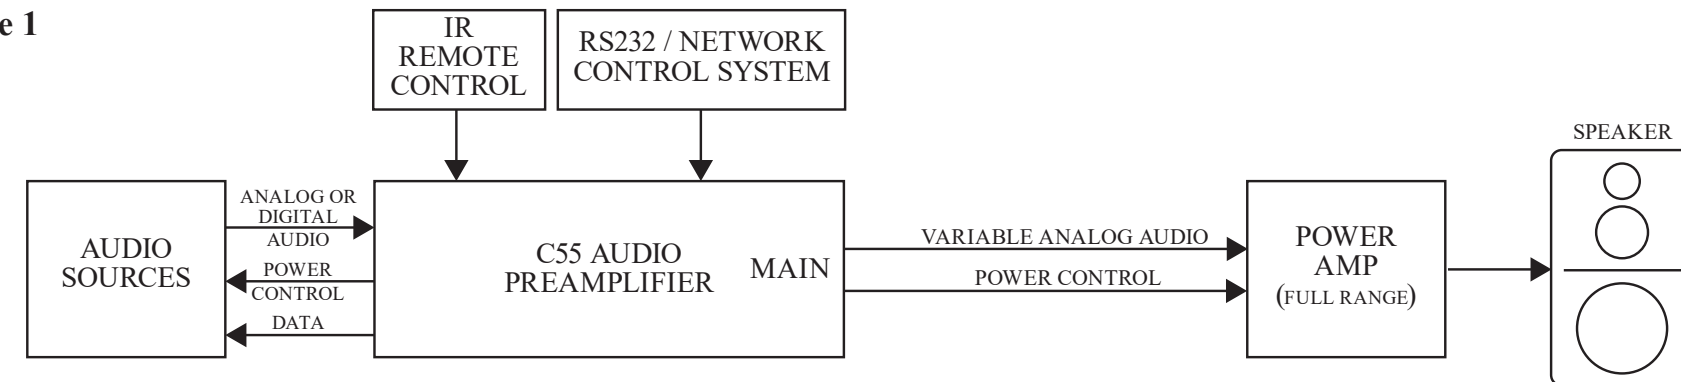 e 1
IR
REMOTE
CONTROL
RS232 / NETWORK
CONTROL SYSTEM
SPEAKER
AUDIO
SOURCES
ANALOG OR
DIGITAL
AUDIO
POWER
CONTROL
DATA
C55 AUDIO
PREAMPLIFIER
MAIN
VARIABLE ANALOG AUDIO
POWER CONTROL
POWER
AMP
(FULL RANGE)